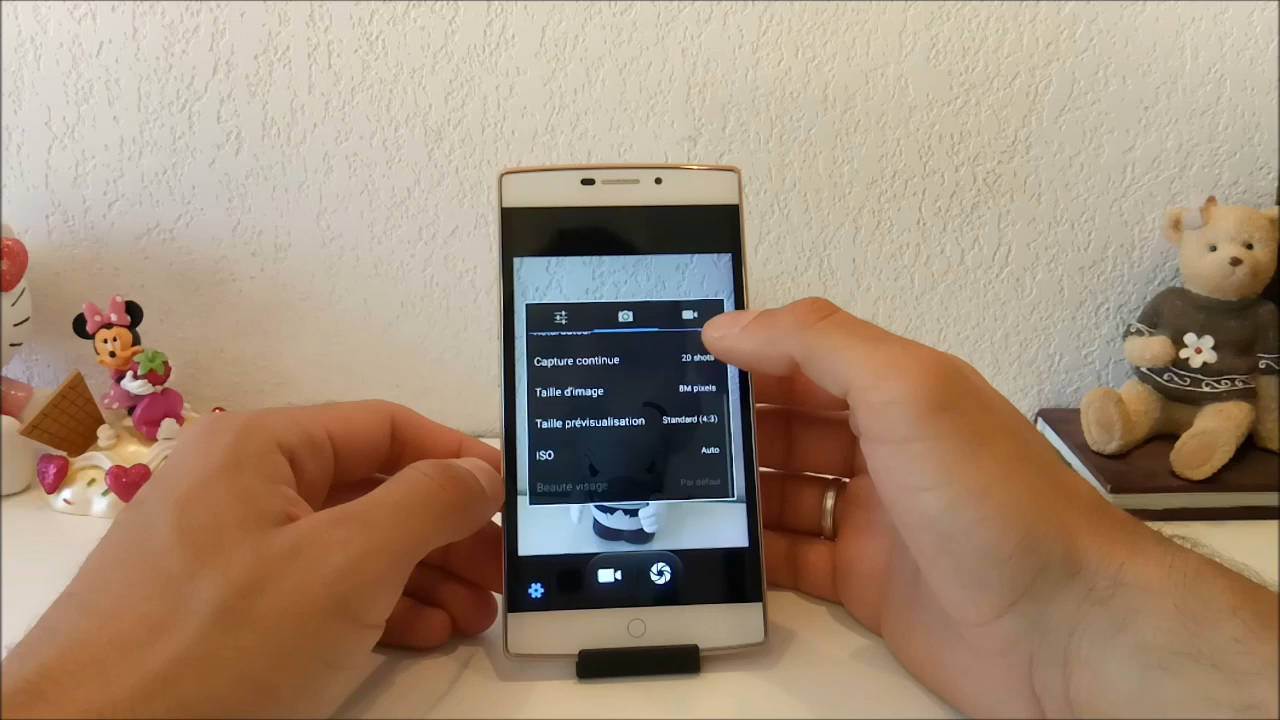 Capture continue 20 shots
Taille d'image 8M pixels
Taille prévisualisation Standard (4:3)
ISO Auto
Beauté visage Par défaut